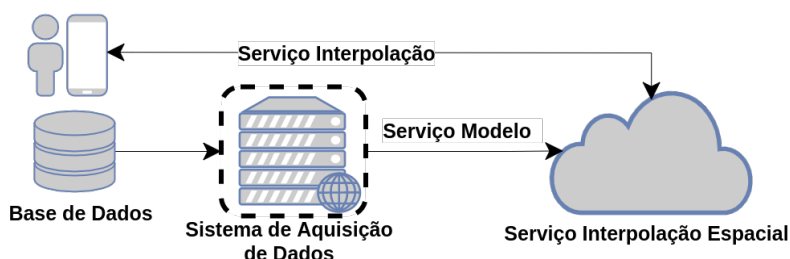 Serviço Interpolação
Serviço Modelo
Base de Dados
Sistema de Aquisição
de Dados
Serviço Interpolação Espacial